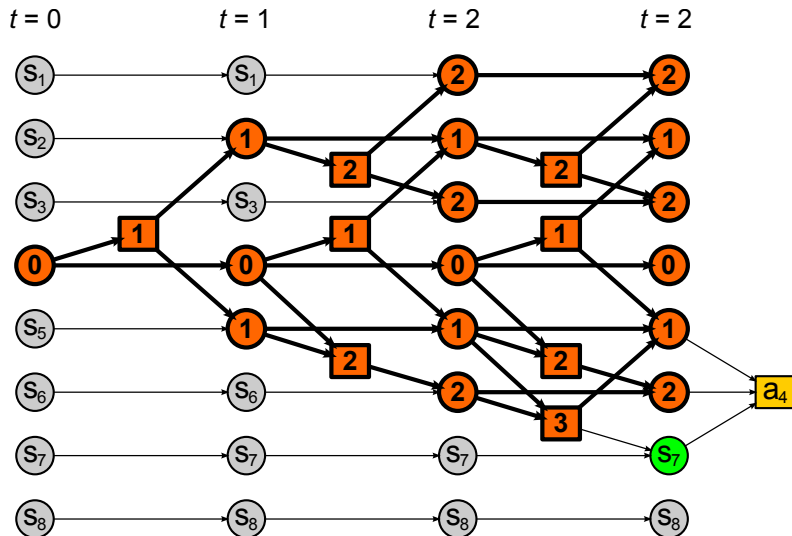 t = 0 t = 1 t = 2 t = 2
s1 s1 2 2
s2 1 1 1
2 2
s3 s3 2 2
1 1 1
0 0 0 0
s5 1 1 1
2 2
s6 s6 2 2
a4
3
s7 s7 s7 s7
s8 s8 s8 s8